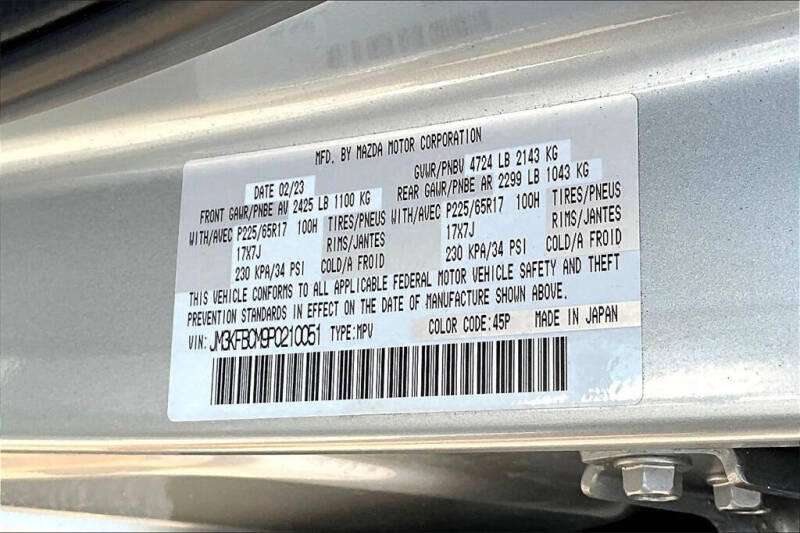 MFD. BY MAZDA MOTOR CORPORATION
DATE 02/23 GVWR/PNBV 4724 LB 2143 KG
FRONT GAWR/PNBE AV 2425 LB 1100 KG REAR GAWR/PNBE AR 2299 LB 1043 KG
WITH/AVEC P225/65R17 100H TIRES/PNEUS WITH/AVEC P225/65R17 100H TIRES/PNEUS
17X7J RIMS/JANTES 17X7J RIMS/JANTES
230 KPA/34 PSI COLD/A FROID 230 KPA/34 PSI COLD/A FROID
THIS VEHICLE CONFORMS TO ALL APPLICABLE FEDERAL MOTOR VEHICLE SAFETY AND THEFT
PREVENTION STANDARDS IN EFFECT ON THE DATE OF MANUFACTURE SHOWN ABOVE.
VIN: JM3KFBCM9P0210051 TYPE:MPV COLOR CODE:45P MADE IN JAPAN